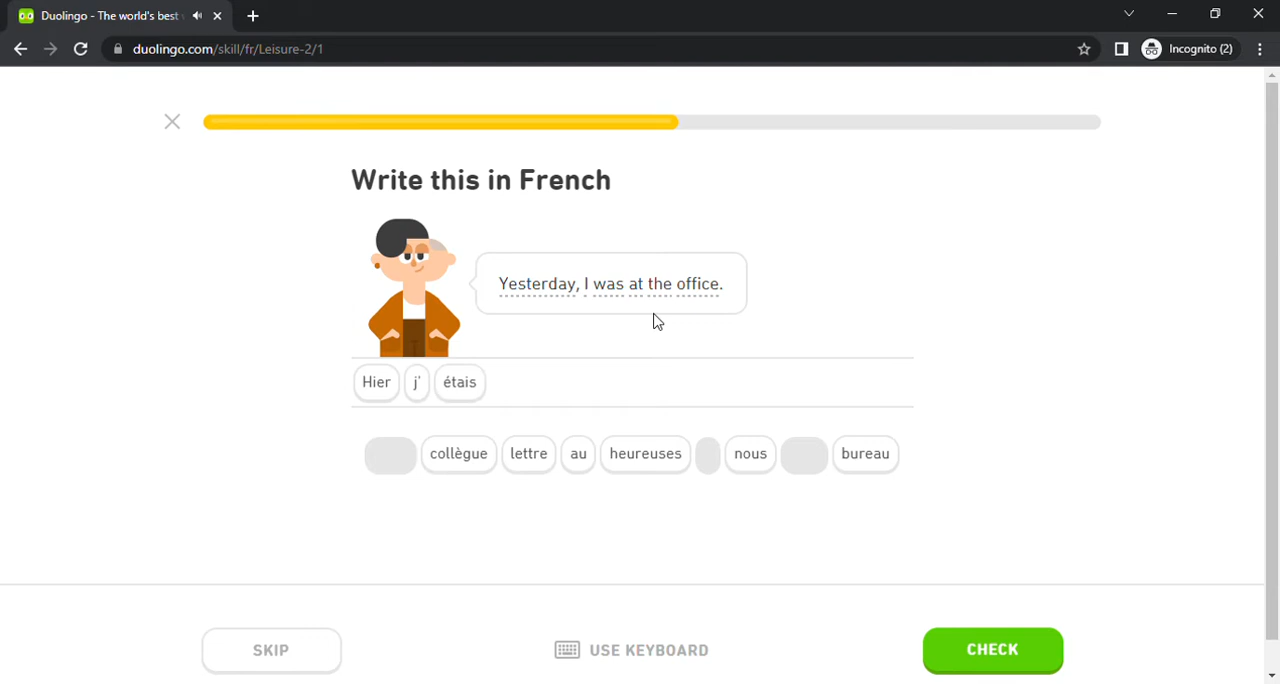 Duolingo - The world's best
duolingo.com/skill/fr/Leisure-2/1
Incognito (2)
Write this in French
Yesterday, I was at the office.
Hier j' étais
collègue lettre au heureuses nous bureau
SKIP USE KEYBOARD CHECK